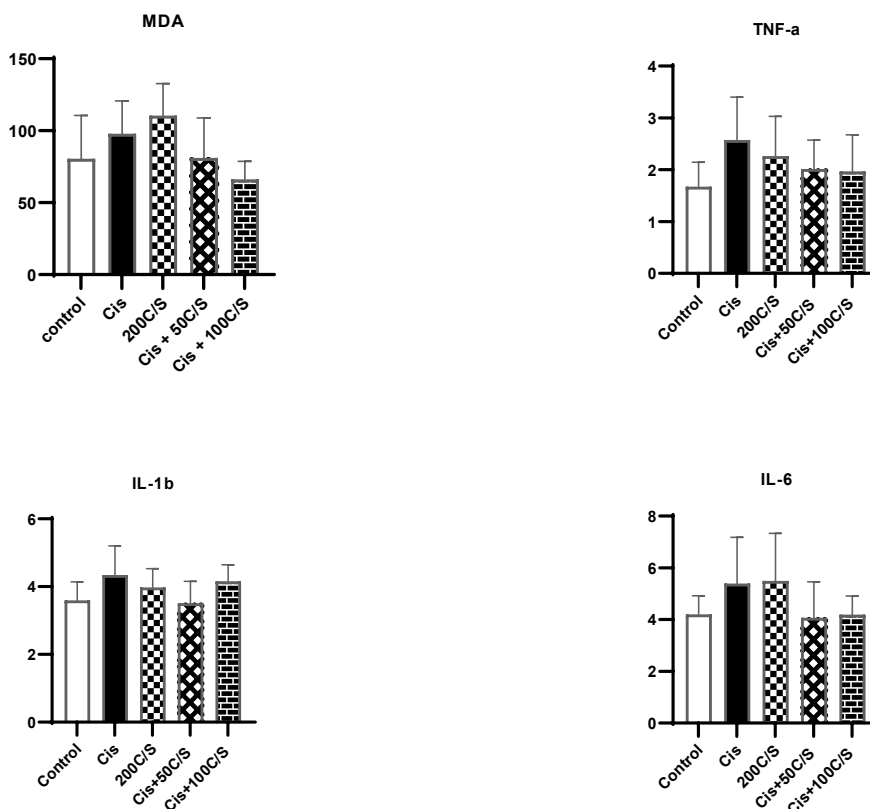 MDA
150
100
50
0
control
Cis
200C/S
Cis + 50C/S
Cis + 100C/S
TNF-a
4
3
2
1
0
Control
Cis
200C/S
Cis+50C/S
Cis+100C/S
IL-1b
6
4
2
0
Control
Cis
200C/S
Cis+50C/S
Cis+100C/S
IL-6
8
6
4
2
0
Control
Cis
200C/S
Cis+50C/S
Cis+100C/S